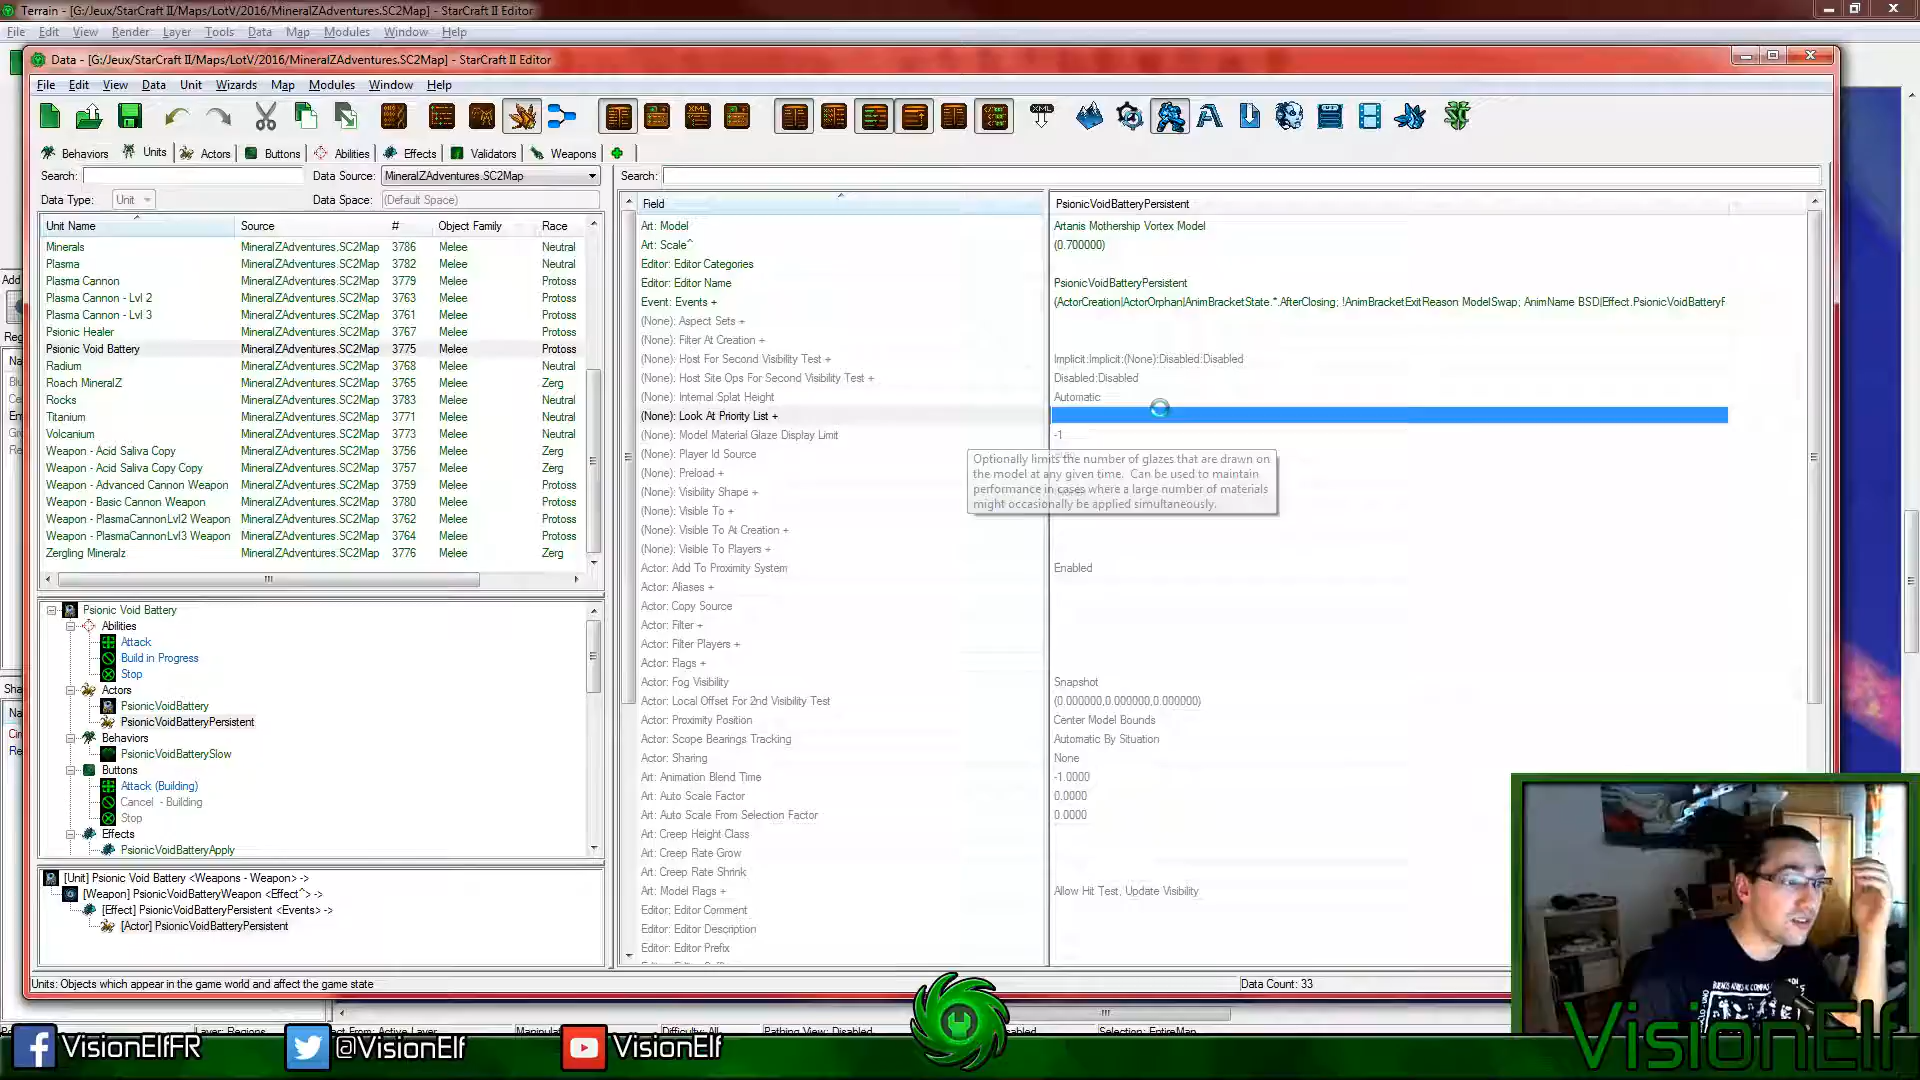 Terrain - [G:/Jeux/StarCraft II/Maps/LotV/2016/MineralZAdventures.SC2Map] - StarCraft II Editor
File Edit View Render Layer Tools Data Map Modules Window Help
Data - [G:/Jeux/StarCraft II/Maps/LotV/2016/MineralZAdventures.SC2Map] - StarCraft II Editor
File Edit View Data Unit Wizards Map Modules Window Help
XML
Behaviors Units Actors Buttons Abilities Effects Validators Weapons
Search: Data Source: MineralZAdventures.SC2Map Search:
Data Type: Unit Data Space: (Default Space)
Unit Name Source # Object Family Race
Minerals MineralZAdventures.SC2Map 3786 Melee Neutral
Plasma MineralZAdventures.SC2Map 3782 Melee Neutral
Plasma Cannon MineralZAdventures.SC2Map 3779 Melee Protoss
Plasma Cannon - Lvl 2 MineralZAdventures.SC2Map 3763 Melee Protoss
Plasma Cannon - Lvl 3 MineralZAdventures.SC2Map 3761 Melee Protoss
Psionic Healer MineralZAdventures.SC2Map 3767 Melee Protoss
Psionic Void Battery MineralZAdventures.SC2Map 3775 Melee Protoss
Radium MineralZAdventures.SC2Map 3768 Melee Neutral
Roach MineralZ MineralZAdventures.SC2Map 3765 Melee Zerg
Rocks MineralZAdventures.SC2Map 3783 Melee Neutral
Titanium MineralZAdventures.SC2Map 3771 Melee Neutral
Volcanium MineralZAdventures.SC2Map 3773 Melee Neutral
Weapon - Acid Saliva Copy MineralZAdventures.SC2Map 3756 Melee Zerg
Weapon - Acid Saliva Copy Copy MineralZAdventures.SC2Map 3757 Melee Zerg
Weapon - Advanced Cannon Weapon MineralZAdventures.SC2Map 3785 Melee Protoss
Weapon - Basic Cannon Weapon MineralZAdventures.SC2Map 3780 Melee Protoss
Weapon - PlasmaCannonLvl2 Weapon MineralZAdventures.SC2Map 3762 Melee Protoss
Weapon - PlasmaCannonLvl3 Weapon MineralZAdventures.SC2Map 3764 Melee Protoss
Zergling Mineralz MineralZAdventures.SC2Map 3776 Melee Zerg
Psionic Void Battery
Abilities
Attack
Build in Progress
Stop
Actors
PsionicVoidBattery
PsionicVoidBatteryPersistent
Behaviors
PsionicVoidBatterySlow
Buttons
Attack (Building)
Cancel - Building
Stop
Effects
PsionicVoidBatteryApply
[Unit] Psionic Void Battery <Weapons - Weapon> ->
[Weapon] PsionicVoidBatteryWeapon <Effect^> ->
[Effect] PsionicVoidBatteryPersistent <Events> ->
[Actor] PsionicVoidBatteryPersistent
Field PsionicVoidBatteryPersistent
Art: Model Artanis Mothership Vortex Model
Art: Scale^ (0.700000)
Editor: Editor Categories
Editor: Editor Name PsionicVoidBatteryPersistent
Event: Events + (ActorCreation|ActorOrphan|AnimBracketState.*.AfterClosing; !AnimBracketExitReason ModelSwap; AnimName BSD|Effect.PsionicVoidBatteryF
(None): Aspect Sets +
(None): Filter At Creation +
(None): Host For Second Visibility Test + Implicit:Implicit:(None):Disabled:Disabled
(None): Host Site Ops For Second Visibility Test + Disabled:Disabled
(None): Internal Splat Height Automatic
(None): Look At Priority List +
(None): Model Material Glaze Display Limit -1
(None): Player Id Source
(None): Preload +
(None): Visibility Shape +
(None): Visible To +
(None): Visible To At Creation +
(None): Visible To Players +
Optionally limits the number of glazes that are drawn on
the model at any given time. Can be used to maintain
performance in cases where a large number of materials
might occasionally be applied simultaneously.
Actor: Add To Proximity System Enabled
Actor: Aliases +
Actor: Copy Source
Actor: Filter +
Actor: Filter Players +
Actor: Flags +
Actor: Fog Visibility Snapshot
Actor: Local Offset For 2nd Visibility Test (0.000000,0.000000,0.000000)
Actor: Proximity Position Center Model Bounds
Actor: Scope Bearings Tracking Automatic By Situation
Actor: Sharing None
Art: Animation Blend Time -1.0000
Art: Auto Scale Factor 0.0000
Art: Auto Scale From Selection Factor 0.0000
Art: Creep Height Class
Art: Creep Rate Grow
Art: Creep Rate Shrink
Art: Model Flags + Allow Hit Test, Update Visibility
Editor: Editor Comment
Editor: Editor Description
Editor: Editor Prefix
Units: Objects which appear in the game world and affect the game state Data Count: 33
VisionElfFR @VisionElf VisionElf
VisionElf